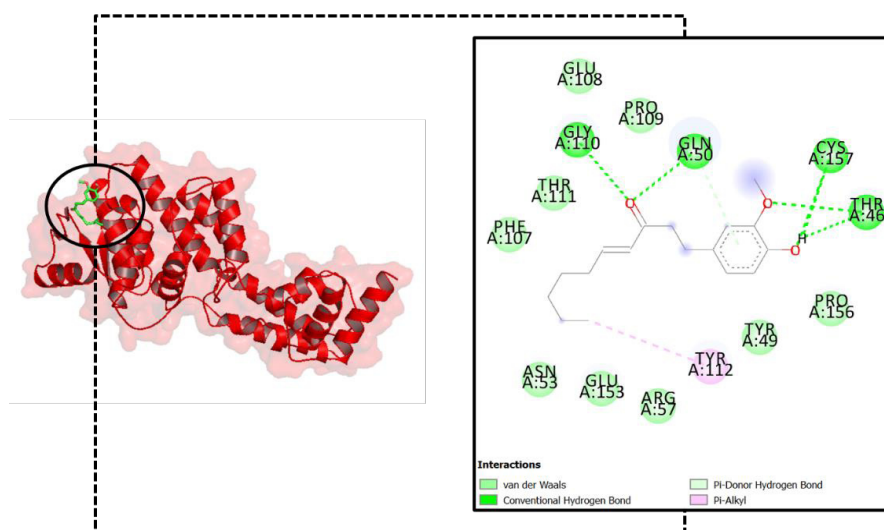 GLU
A:108
PRO
A:109
GLY
A:110
GLN
A:50
CYS
A:157
THR
A:111
THR
A:46
PHE
A:107
O
O
H
O
PRO
A:156
TYR
A:49
TYR
A:112
ASN
A:53
GLU
A:153
ARG
A:57
Interactions
van der Waals
Conventional Hydrogen Bond
Pi-Donor Hydrogen Bond
Pi-Alkyl